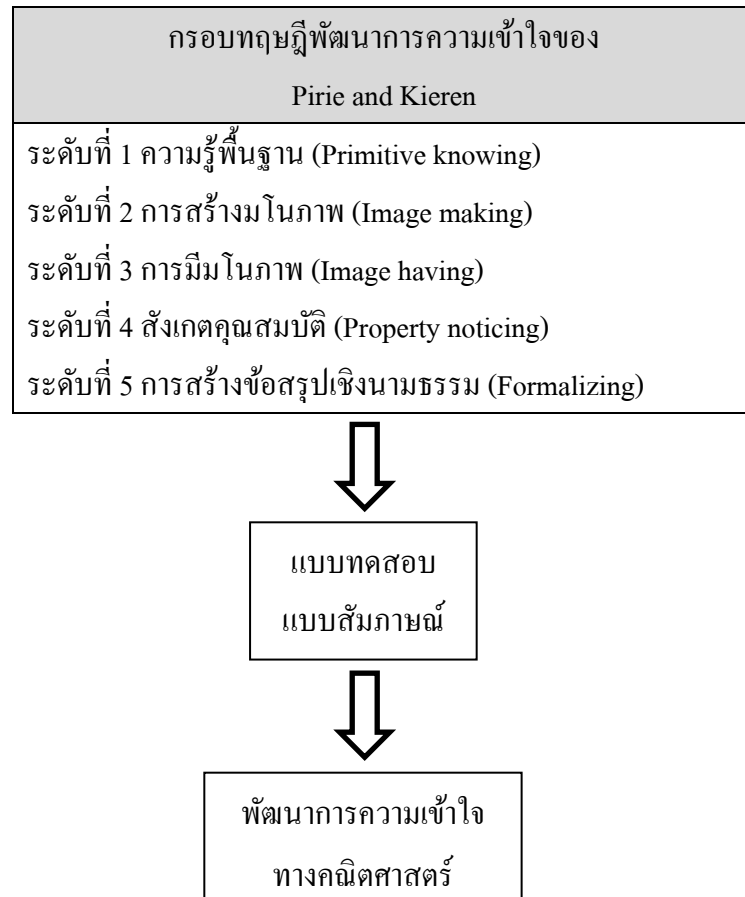 กรอบทฤษฎีพัฒนาการความเข้าใจของ
Pirie and Kieren
ระดับที่ 1 ความรู้พื้นฐาน (Primitive knowing)
ระดับที่ 2 การสร้างมโนภาพ (Image making)
ระดับที่ 3 การมีมโนภาพ (Image having)
ระดับที่ 4 สังเกตคุณสมบัติ (Property noticing)
ระดับที่ 5 การสร้างข้อสรุปเชิงนามธรรม (Formalizing)
แบบทดสอบ
แบบสัมภาษณ์
พัฒนาการความเข้าใจ
ทางคณิตศาสตร์